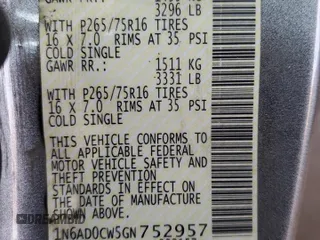 3296 LB
WITH P265/75R16 TIRES
16 X 7.0 RIMS AT 35 PSI
COLD SINGLE
GAWR RR.: 1511 KG
3331 LB
WITH P265/75R16 TIRES
16 X 7.0 RIMS AT 35 PSI
COLD SINGLE
THIS VEHICLE CONFORMS TO
ALL APPLICABLE FEDERAL
MOTOR VEHICLE SAFETY AND
THEFT PREVENTION
IN EFFECT ON THE DATE
OF MANUFACTURE
SHOWN ABOVE.
1N6AD0CW5GN752957